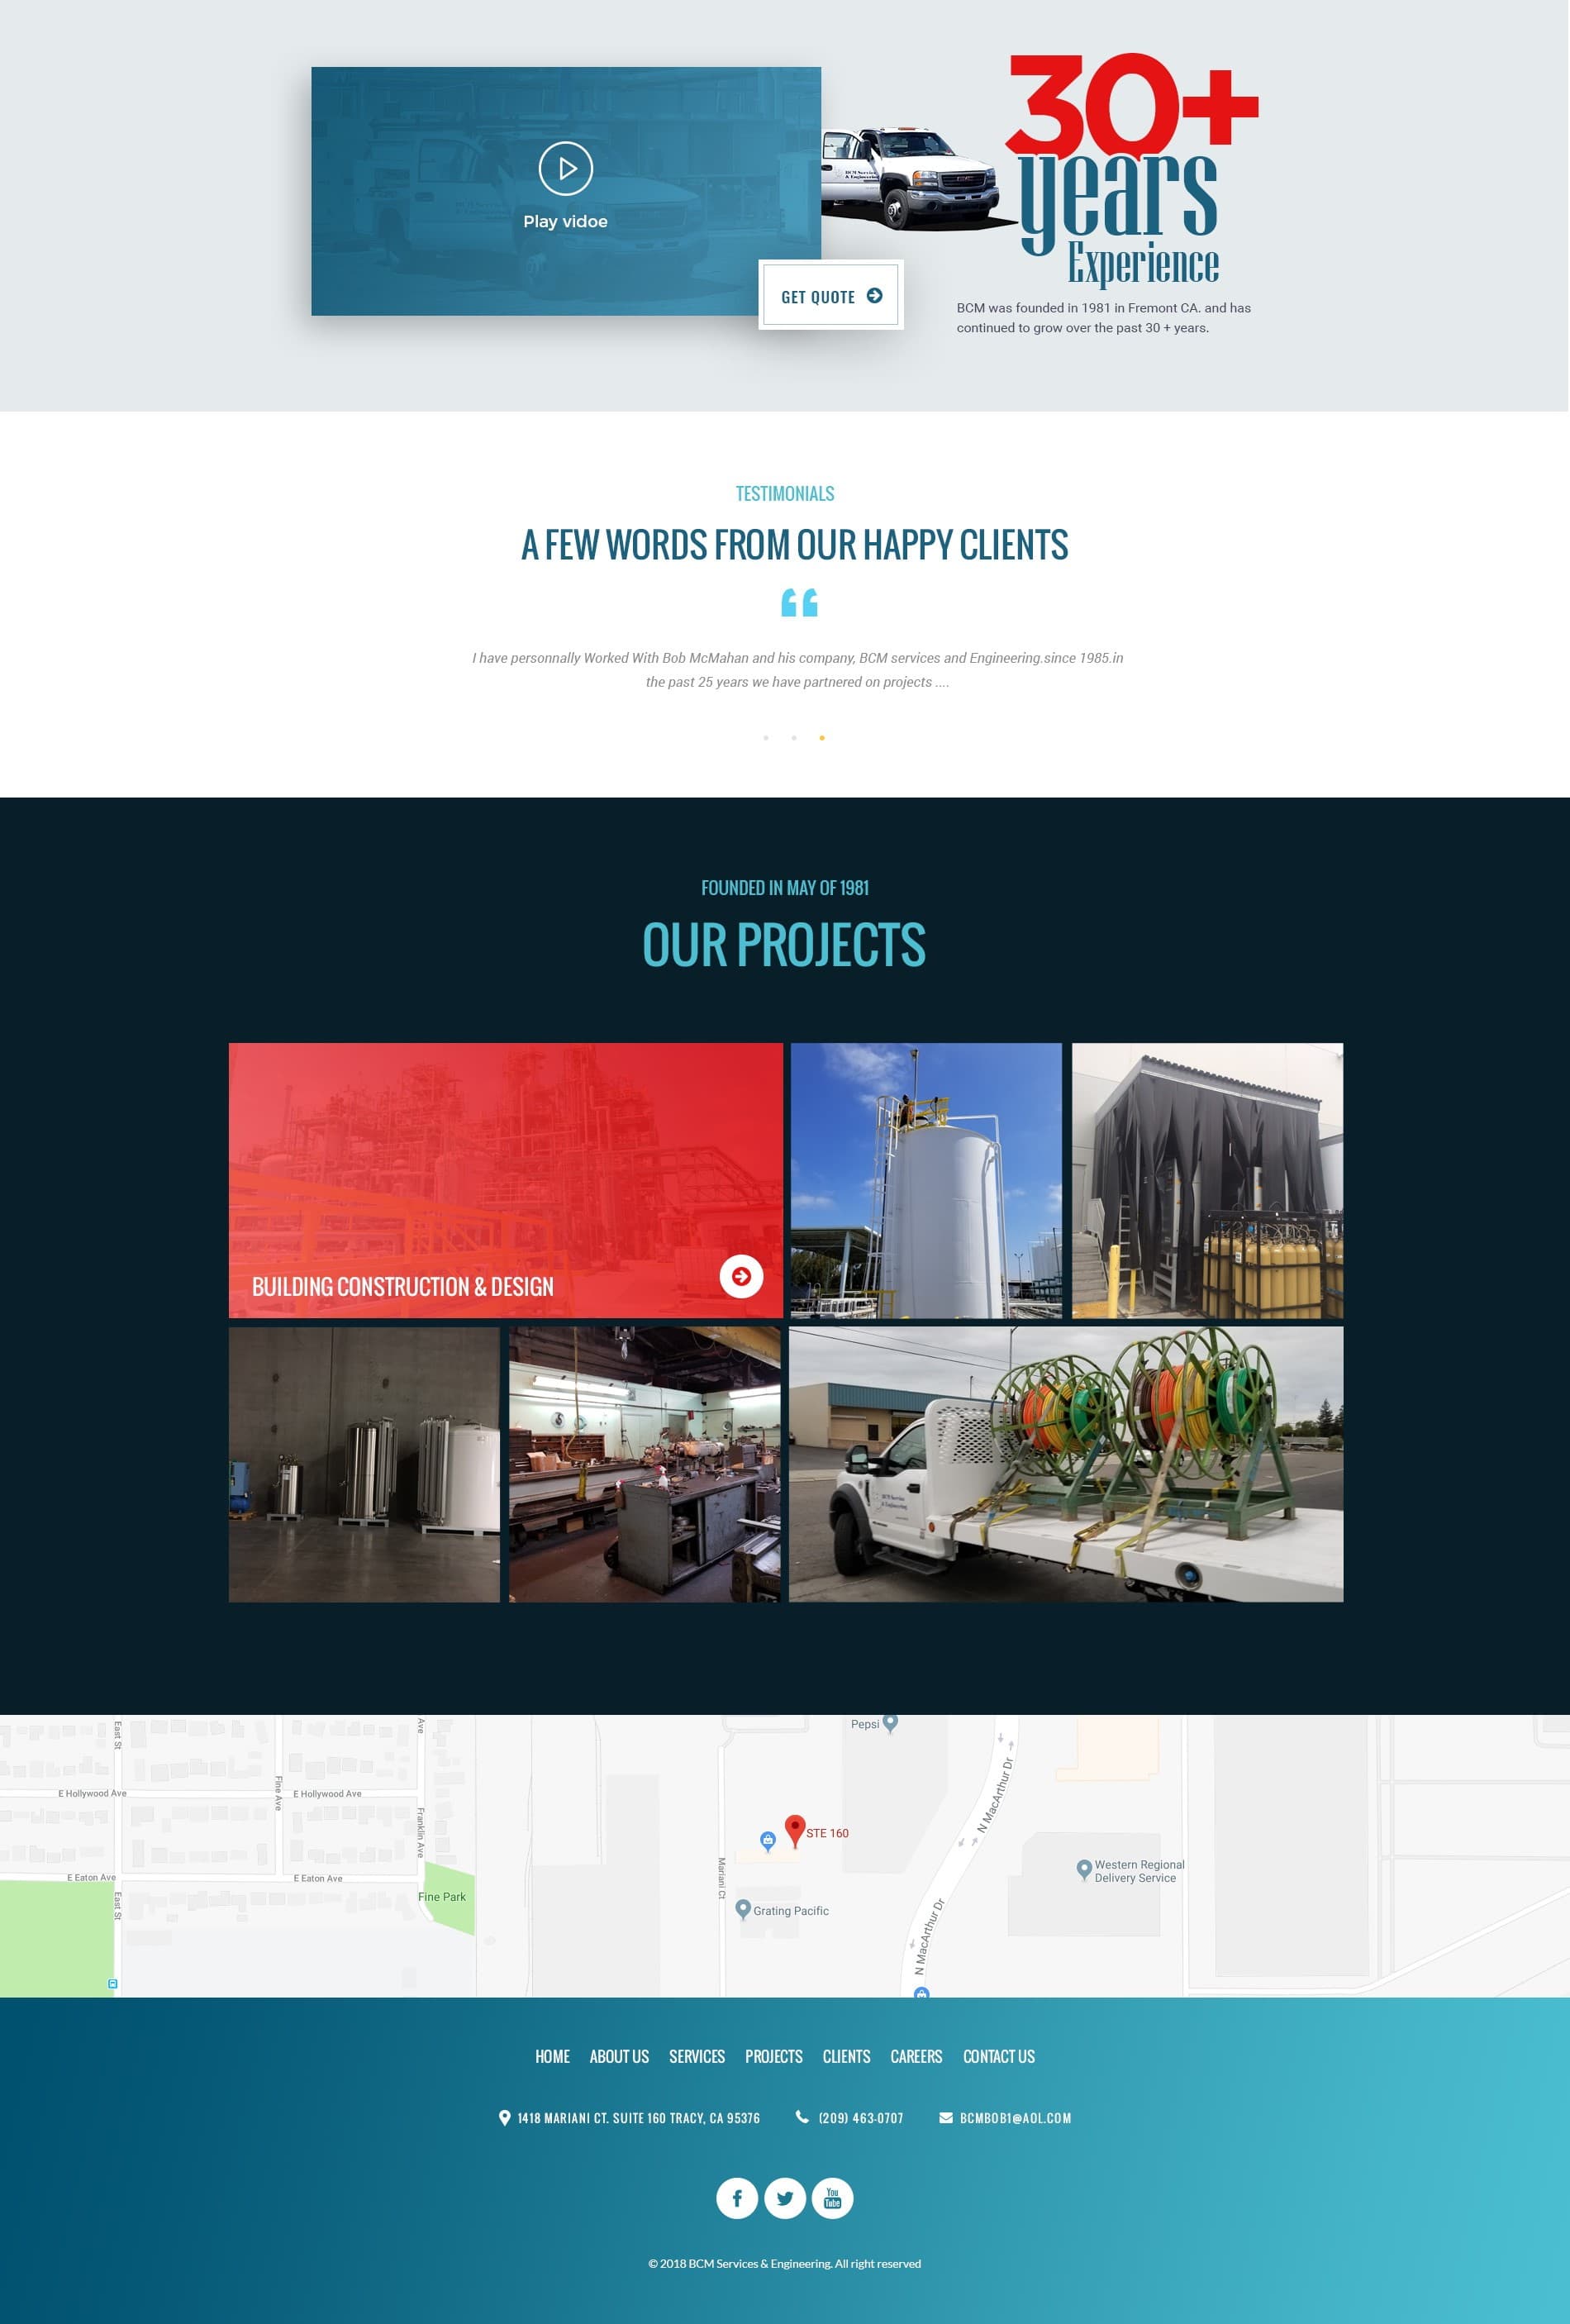 30+
years
Experience
Play vidoe
GET QUOTE
BCM was founded in 1981 in Fremont CA. and has
continued to grow over the past 30 + years.
TESTIMONIALS
A FEW WORDS FROM OUR HAPPY CLIENTS
I have personnally Worked With Bob McMahan and his company, BCM services and Engineering.since 1985.in
the past 25 years we have partnered on projects ....
FOUNDED IN MAY OF 1981
OUR PROJECTS
BUILDING CONSTRUCTION & DESIGN
Pepsi
East St
Ave
E Hollywood Ave
Fine Ave
E Hollywood Ave
Franklin Ave
N MacArthur Dr
STE 160
Mariani Ct
Western Regional
Delivery Service
E Eaton Ave
E Eaton Ave
East St
Fine Park
Grating Pacific
N MacArthur Dr
HOME ABOUT US SERVICES PROJECTS CLIENTS CAREERS CONTACT US
1418 MARIANI CT. SUITE 160 TRACY, CA 95376 (209) 463-0707 BCMBOB1@AOL.COM
You
Tube
© 2018 BCM Services & Engineering. All right reserved